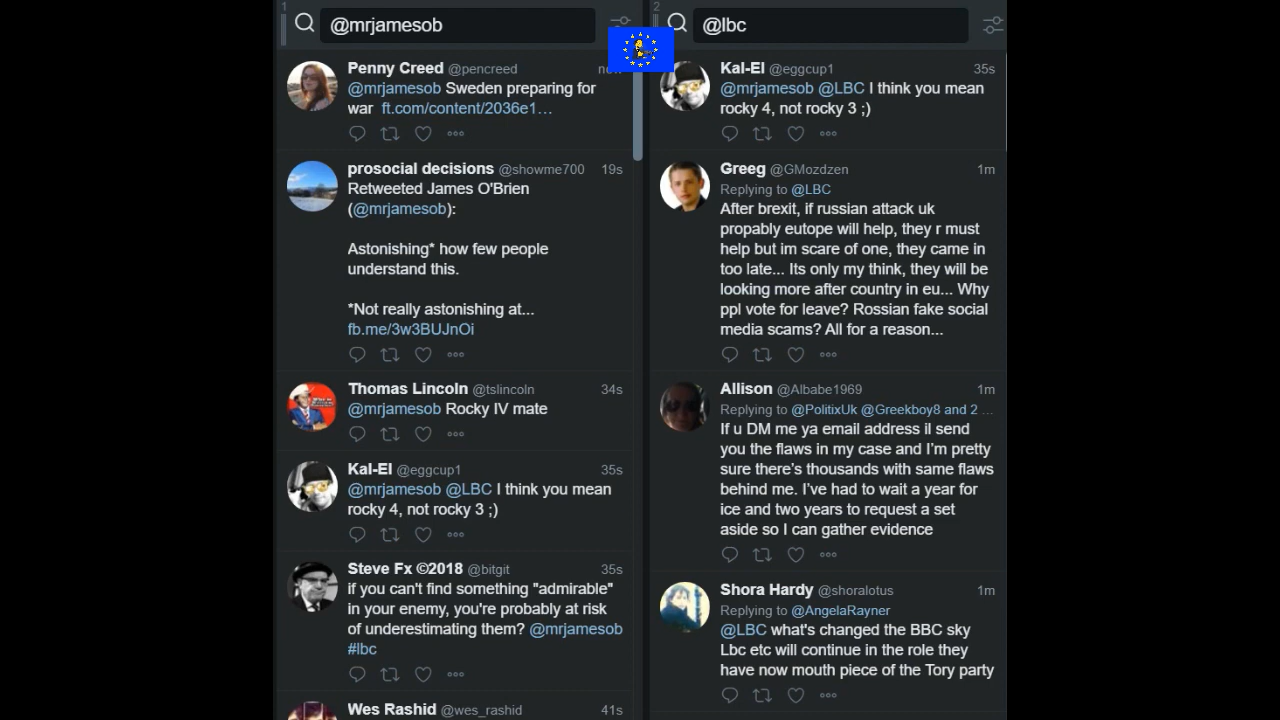 1
@mrjamesob
Penny Creed @pencreed
@mrjamesob Sweden preparing for
war ft.com/content/2036e1…
prosocial decisions @showme700 19s
Retweeted James O'Brien
(@mrjamesob):
Astonishing* how few people
understand this.
*Not really astonishing at...
fb.me/3w3BUJnOi
Thomas Lincoln @tslincoln 34s
@mrjamesob Rocky IV mate
Kal-El @eggcup1 35s
@mrjamesob @LBC I think you mean
rocky 4, not rocky 3 ;)
Steve Fx ©2018 @bitgit 35s
if you can't find something "admirable"
in your enemy, you're probably at risk
of underestimating them? @mrjamesob
#lbc
Wes Rashid @wes_rashid 41s
2
@lbc
Kal-El @eggcup1 35s
@mrjamesob @LBC I think you mean
rocky 4, not rocky 3 ;)
Greeg @GMozdzen 1m
Replying to @LBC
After brexit, if russian attack uk
propably eutope will help, they r must
help but im scare of one, they came in
too late... Its only my think, they will be
looking more after country in eu... Why
ppl vote for leave? Rossian fake social
media scams? All for a reason...
Allison @Albabe1969 1m
Replying to @PolitixUk @Greekboy8 and 2 …
If u DM me ya email address iI send
you the flaws in my case and I'm pretty
sure there's thousands with same flaws
behind me. I've had to wait a year for
ice and two years to request a set
aside so I can gather evidence
Shora Hardy @shoralotus 1m
Replying to @AngelaRayner
@LBC what's changed the BBC sky
Lbc etc will continue in the role they
have now mouth piece of the Tory party